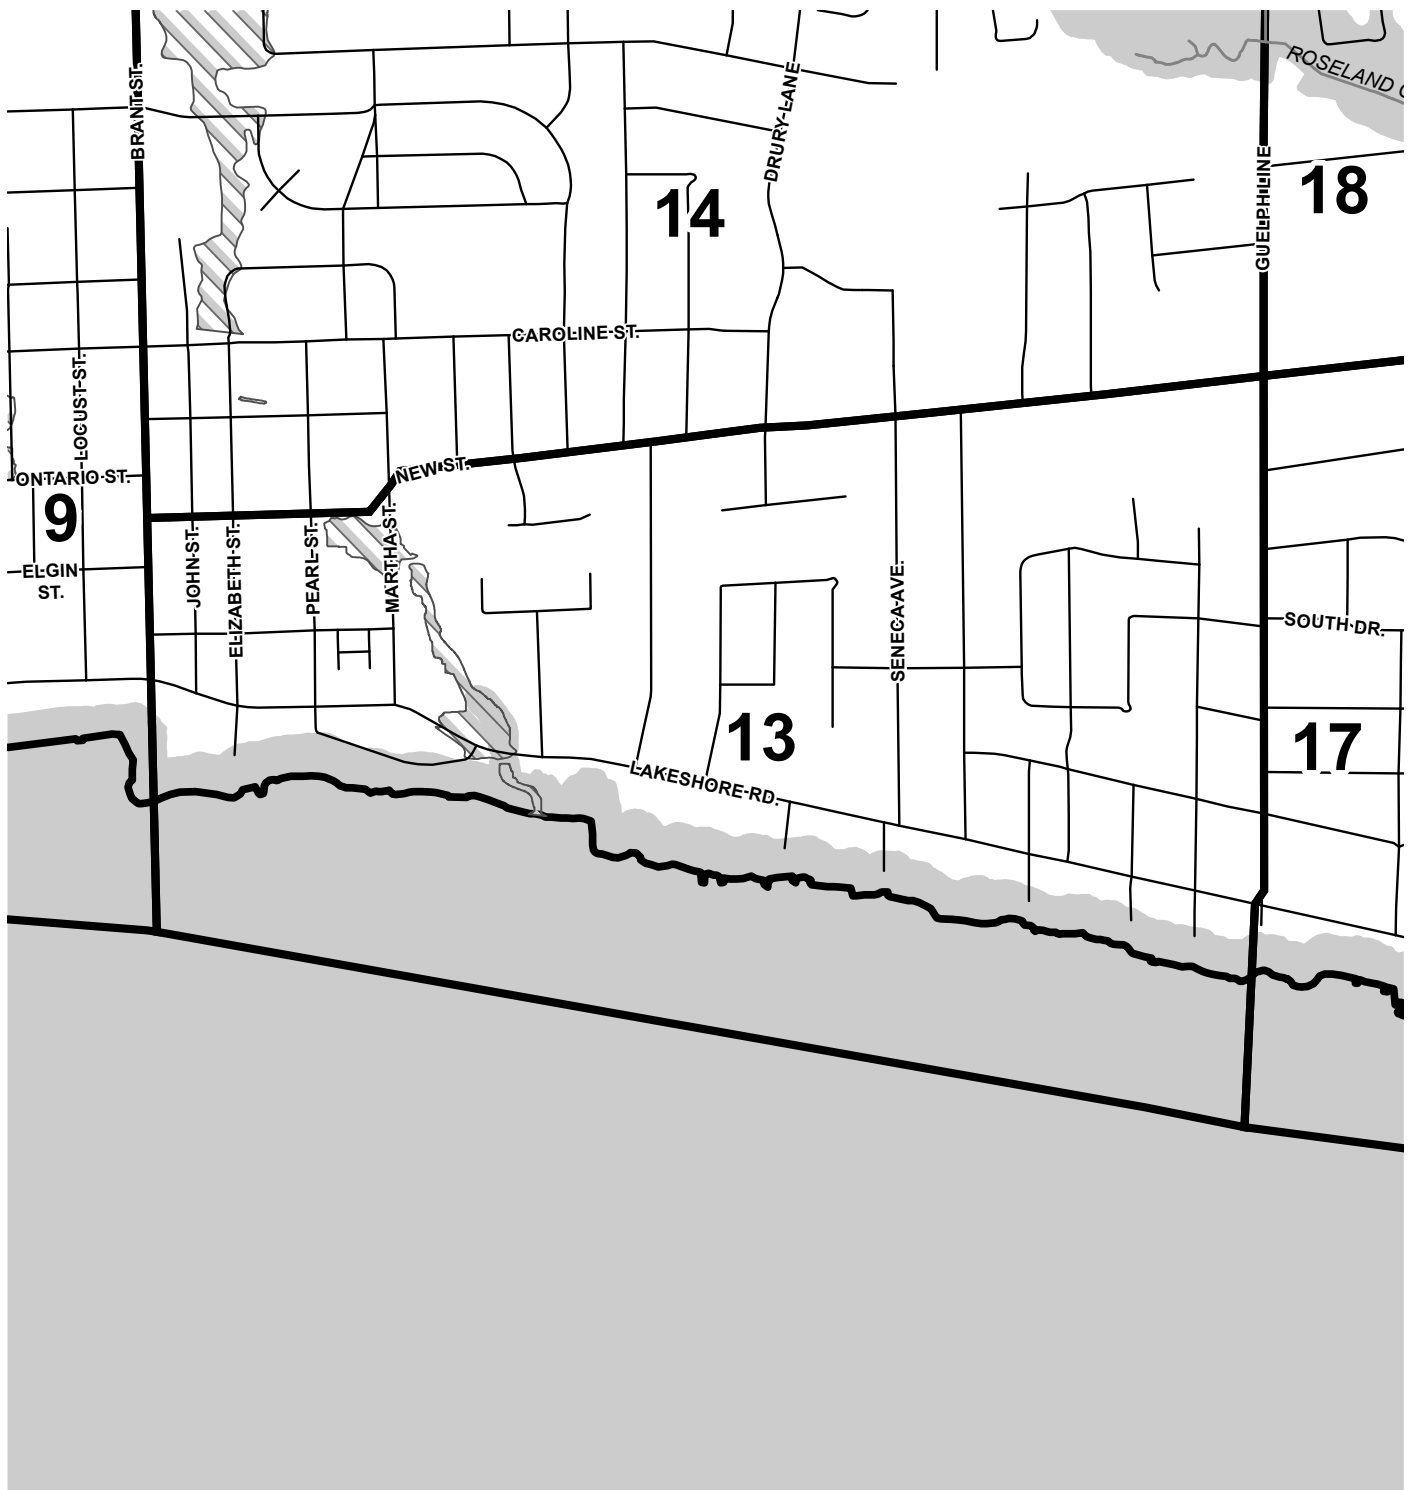 ROSELAND C
BRANT ST.
DRURY LANE
GUELPH LINE
18
14
CAROLINE ST.
LOCUST ST.
NEW ST.
ONTARIO ST.
9
JOHN ST.
ELIZABETH ST.
PEARL ST.
MARTHA ST.
ELGIN
ST.
SENECA AVE.
SOUTH DR.
13
17
LAKESHORE RD.